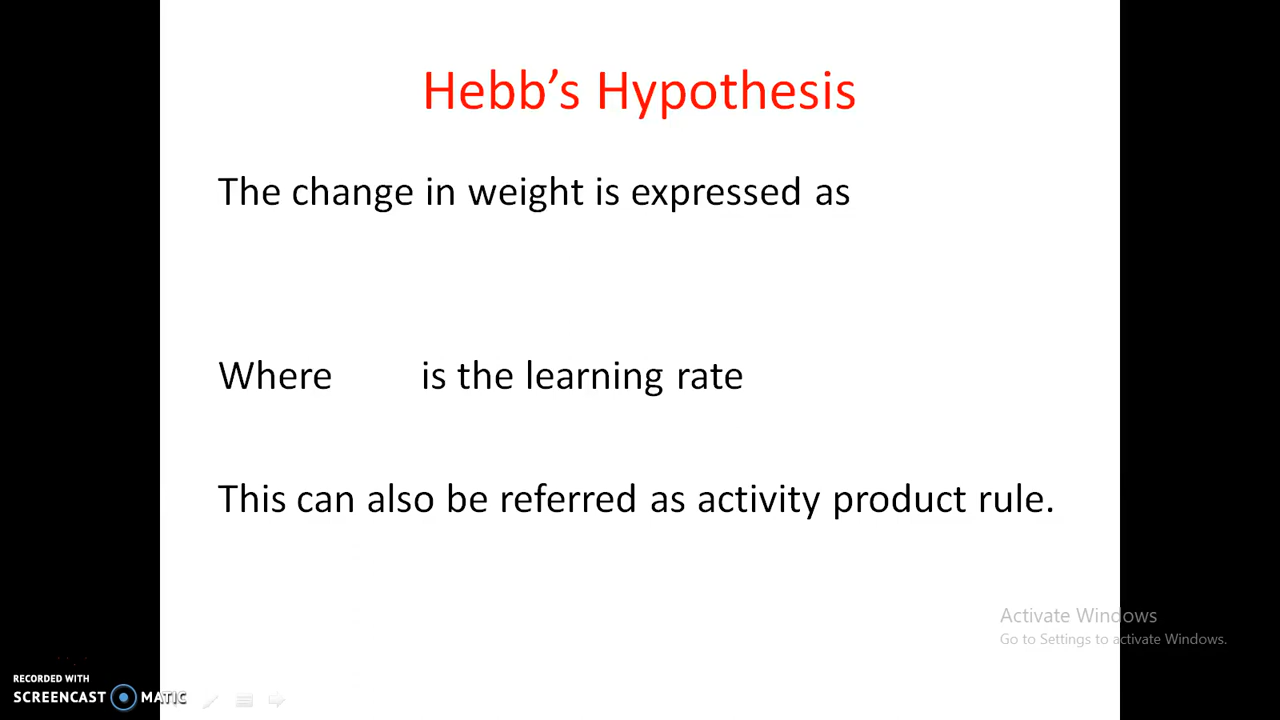 Hebb’s Hypothesis
The change in weight is expressed as
Where is the learning rate
This can also be referred as activity product rule.
Activate Windows
Go to Settings to activate Windows.
RECORDED WITH
SCREENCAST MATIC